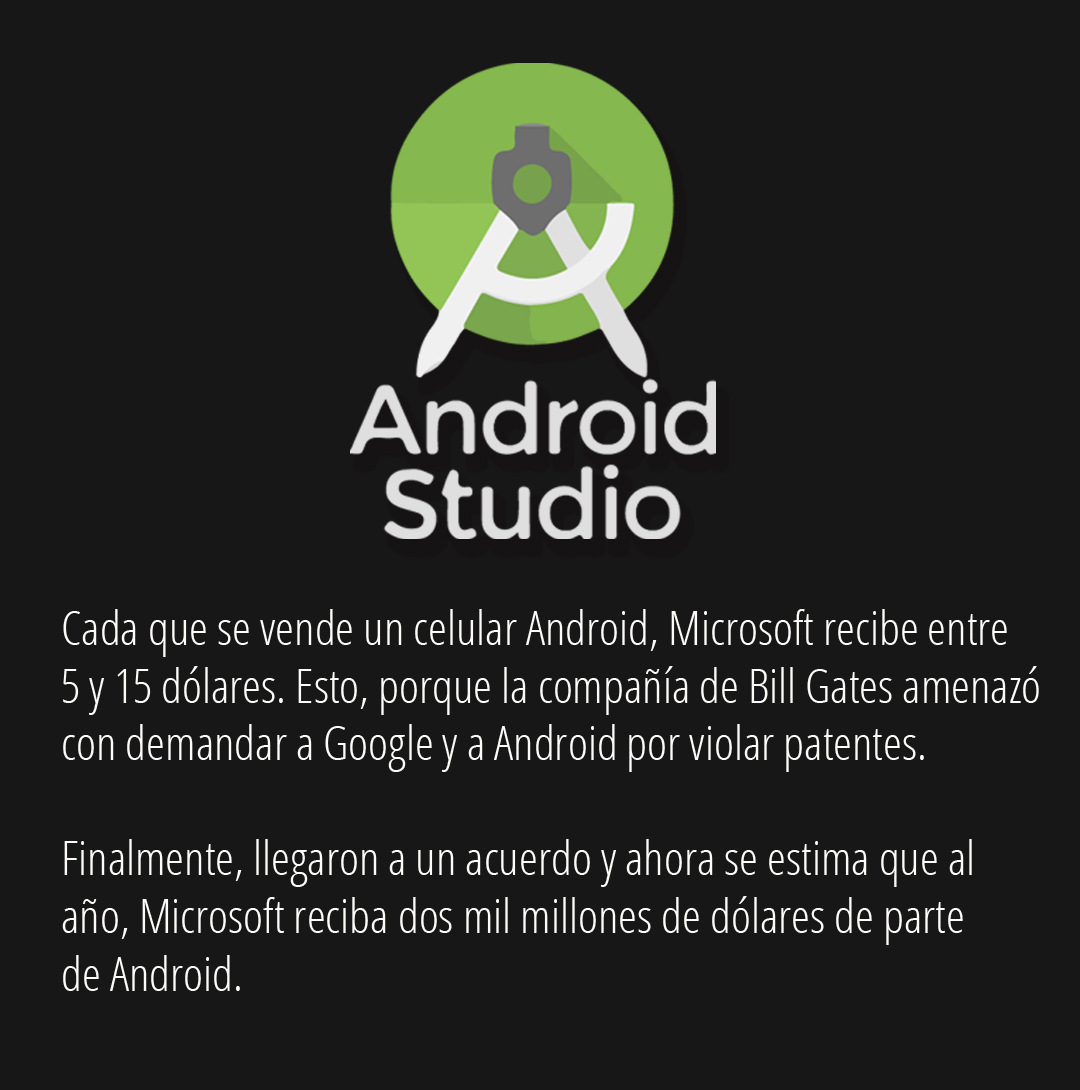 Android
Studio
Cada que se vende un celular Android, Microsoft recibe entre
5 y 15 dólares. Esto, porque la compañía de Bill Gates amenazó
con demandar a Google y a Android por violar patentes.
Finalmente, llegaron a un acuerdo y ahora se estima que al
año, Microsoft reciba dos mil millones de dólares de parte
de Android.